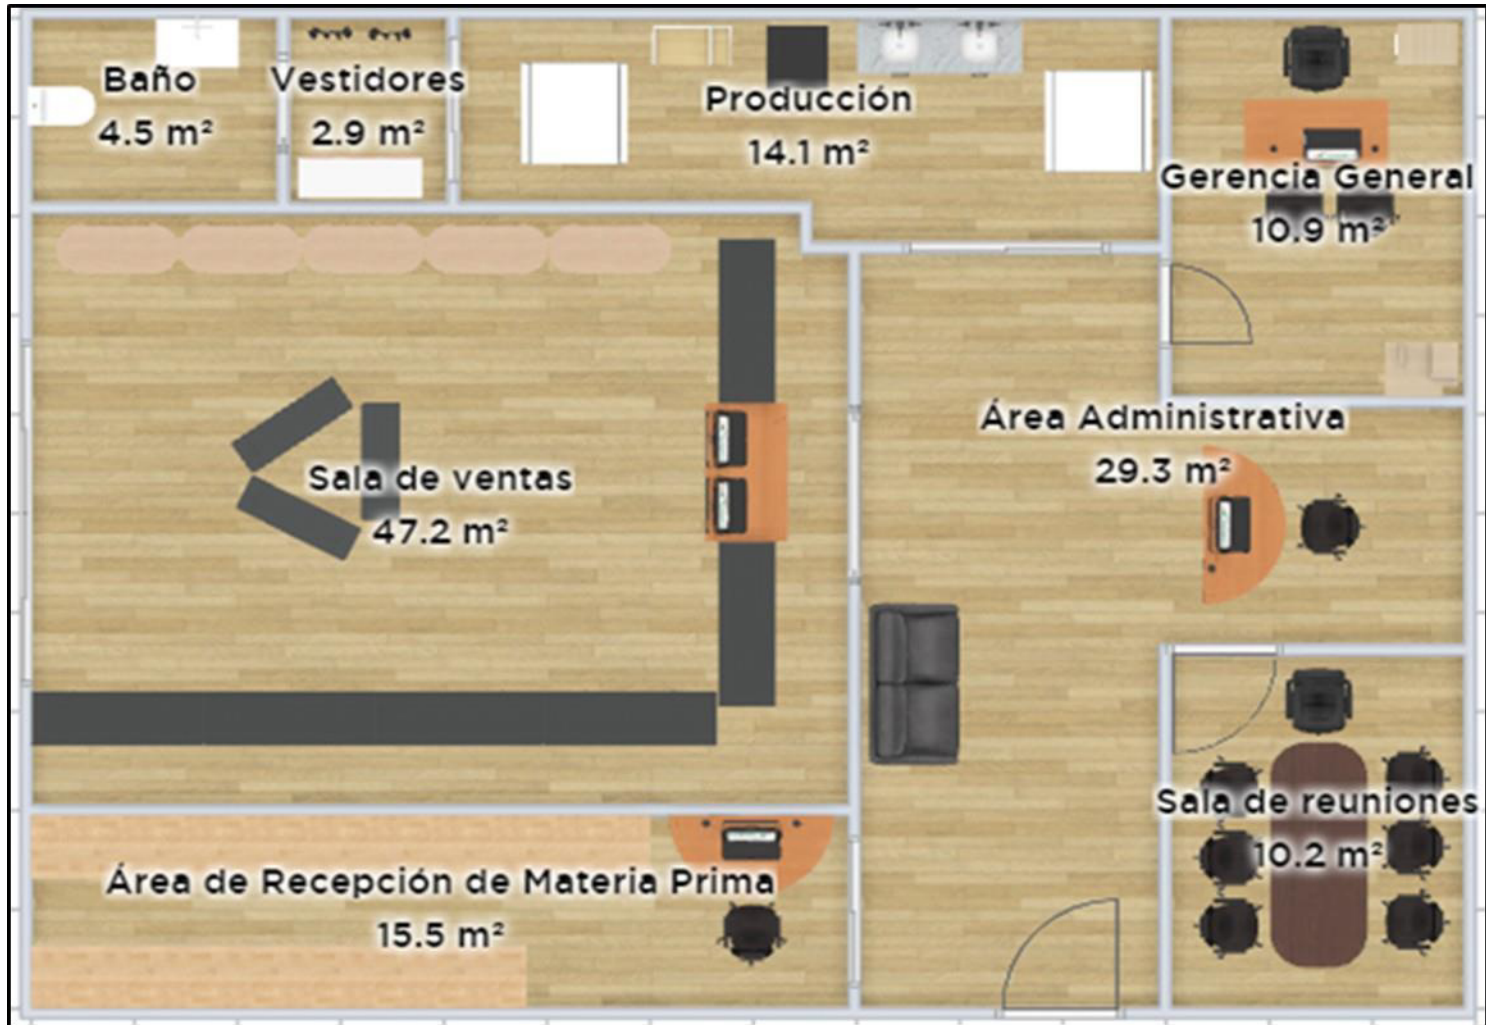 Baño
4.5 m²
Vestidores
2.9 m²
Producción
14.1 m²
Gerencia General
10.9 m²
Área Administrativa
29.3 m²
Sala de ventas
47.2 m²
Sala de reuniones
10.2 m²
Área de Recepción de Materia Prima
15.5 m²